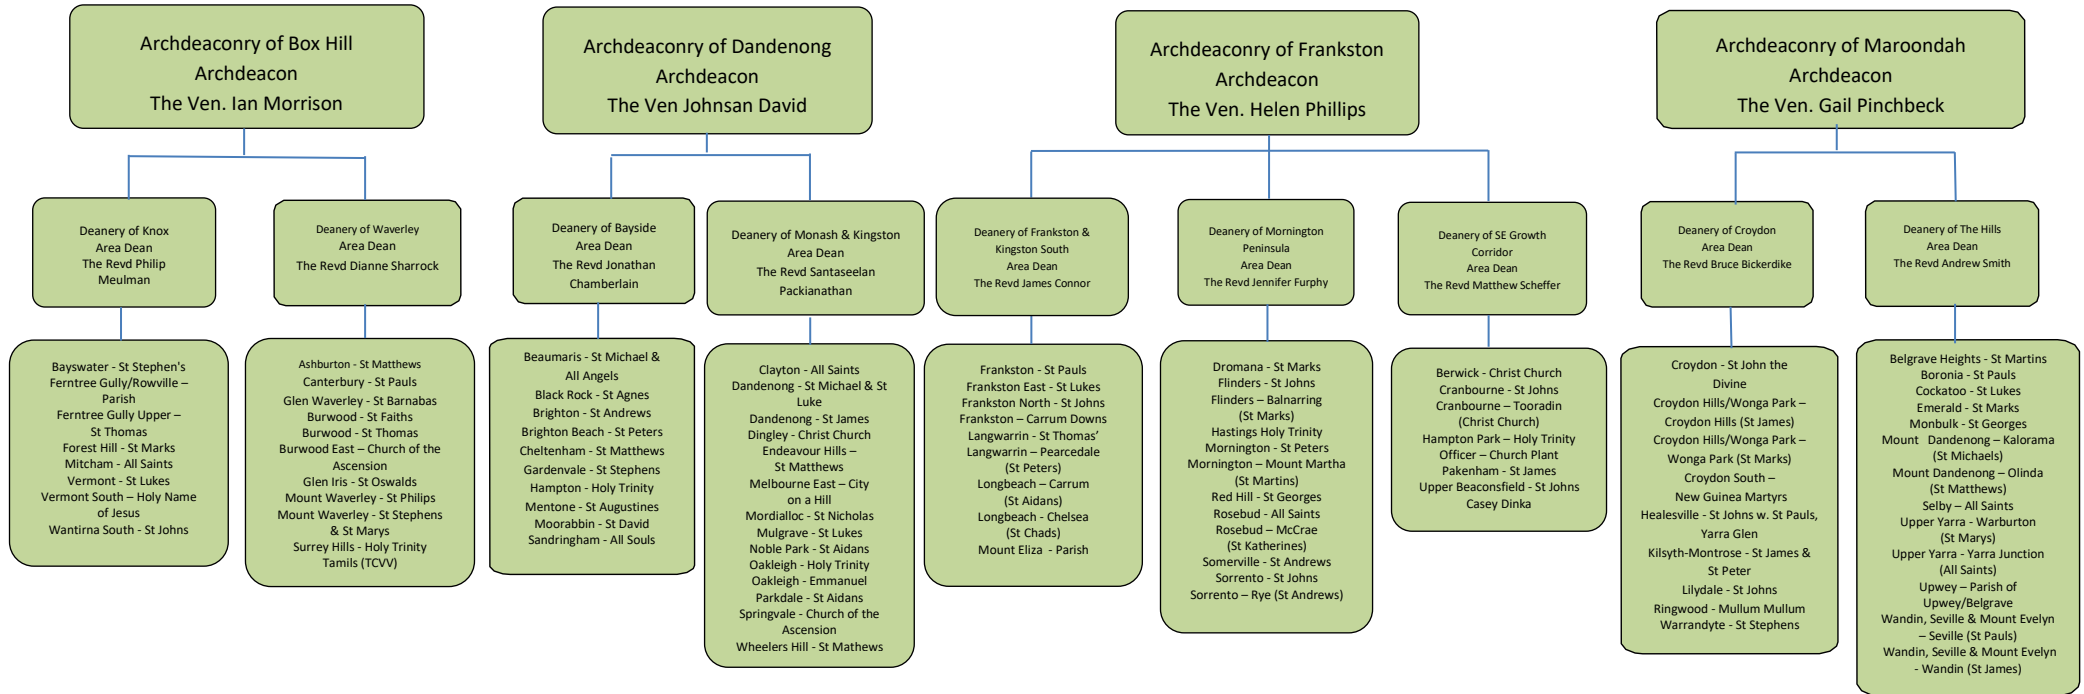 Archdeaconry of Box Hill
Archdeacon
The Ven. Ian Morrison
Archdeaconry of Dandenong
Archdeacon
The Ven Johnsan David
Archdeaconry of Frankston
Archdeacon
The Ven. Helen Phillips
Archdeaconry of Maroondah
Archdeacon
The Ven. Gail Pinchbeck
Deanery of Knox
Area Dean
The Revd Philip
Meulman
Deanery of Waverley
Area Dean
The Revd Dianne Sharrock
Deanery of Bayside
Area Dean
The Revd Jonathan
Chamberlain
Deanery of Monash & Kingston
Area Dean
The Revd Santaseelan
Packianathan
Deanery of Frankston &
Kingston South
Area Dean
The Revd James Connor
Deanery of Mornington
Peninsula
Area Dean
The Revd Jennifer Furphy
Deanery of SE Growth
Corridor
Area Dean
The Revd Matthew Scheffer
Deanery of Croydon
Area Dean
The Revd Bruce Bickerdike
Deanery of The Hills
Area Dean
The Revd Andrew Smith
Bayswater - St Stephen's
Ferntree Gully/Rowville –
Parish
Ferntree Gully Upper –
St Thomas
Forest Hill - St Marks
Mitcham - All Saints
Vermont - St Lukes
Vermont South – Holy Name
of Jesus
Wantirna South - St Johns
Ashburton - St Matthews
Canterbury - St Pauls
Glen Waverley - St Barnabas
Burwood - St Faiths
Burwood - St Thomas
Burwood East – Church of the
Ascension
Glen Iris - St Oswalds
Mount Waverley - St Philips
Mount Waverley - St Stephens
& St Marys
Surrey Hills - Holy Trinity
Tamils (TCVV)
Beaumaris - St Michael &
All Angels
Black Rock - St Agnes
Brighton - St Andrews
Brighton Beach - St Peters
Cheltenham - St Matthews
Gardenvale - St Stephens
Hampton - Holy Trinity
Mentone - St Augustines
Moorabbin - St David
Sandringham - All Souls
Clayton - All Saints
Dandenong - St Michael & St
Luke
Dandenong - St James
Dingley - Christ Church
Endeavour Hills –
St Matthews
Melbourne East – City
on a Hill
Mordialloc - St Nicholas
Mulgrave - St Lukes
Noble Park - St Aidans
Oakleigh - Holy Trinity
Oakleigh - Emmanuel
Parkdale - St Aidans
Springvale - Church of the
Ascension
Wheelers Hill - St Mathews
Frankston - St Pauls
Frankston East - St Lukes
Frankston North - St Johns
Frankston – Carrum Downs
Langwarrin - St Thomas’
Langwarrin – Pearcedale
(St Peters)
Longbeach – Carrum
(St Aidans)
Longbeach - Chelsea
(St Chads)
Mount Eliza - Parish
Dromana - St Marks
Flinders - St Johns
Flinders – Balnarring
(St Marks)
Hastings Holy Trinity
Mornington - St Peters
Mornington – Mount Martha
(St Martins)
Red Hill - St Georges
Rosebud - All Saints
Rosebud – McCrae
(St Katherines)
Somerville - St Andrews
Sorrento - St Johns
Sorrento – Rye (St Andrews)
Berwick - Christ Church
Cranbourne - St Johns
Cranbourne – Tooradin
(Christ Church)
Hampton Park – Holy Trinity
Officer – Church Plant
Pakenham - St James
Upper Beaconsfield - St Johns
Casey Dinka
Croydon - St John the
Divine
Croydon Hills/Wonga Park –
Croydon Hills (St James)
Croydon Hills/Wonga Park –
Wonga Park (St Marks)
Croydon South –
New Guinea Martyrs
Healesville - St Johns w. St Pauls,
Yarra Glen
Kilsyth-Montrose - St James &
St Peter
Lilydale - St Johns
Ringwood - Mullum Mullum
Warrandyte - St Stephens
Belgrave Heights - St Martins
Boronia - St Pauls
Cockatoo - St Lukes
Emerald - St Marks
Monbulk - St Georges
Mount Dandenong – Kalorama
(St Michaels)
Mount Dandenong – Olinda
(St Matthews)
Selby – All Saints
Upper Yarra - Warburton
(St Marys)
Upper Yarra - Yarra Junction
(All Saints)
Upwey – Parish of
Upwey/Belgrave
Wandin, Seville & Mount Evelyn
– Seville (St Pauls)
Wandin, Seville & Mount Evelyn
- Wandin (St James)